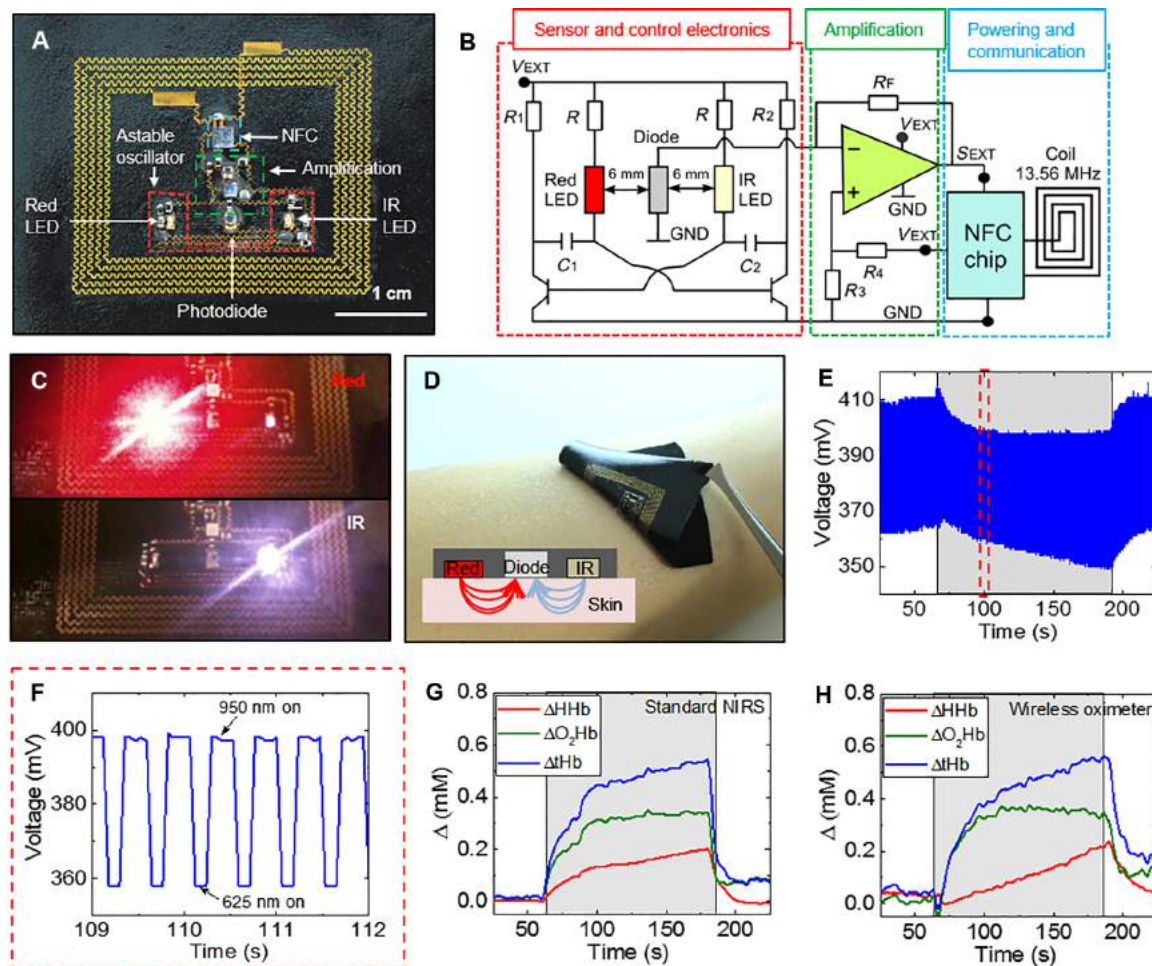 A
Astable
oscillator
NFC
Amplification
Red
LED
IR
LED
Photodiode
1 cm
B
Sensor and control electronics
Amplification
Powering and
communication
VEXT
R1
R
Diode
R
R2
Red
LED
6 mm
6 mm
IR
LED
GND
C1
C2
RF
VEXT
SEXT
GND
VEXT
R4
R3
GND
NFC
chip
Coil
13.56 MHz
C
Red
IR
D
Red
Diode
IR
Skin
E
Voltage (mV)
410
390
370
350
50 100 150 200
Time (s)
F
Voltage (mV)
400
380
360
950 nm on
625 nm on
109 110 111 112
Time (s)
G
Standard NIRS
ΔHHb
ΔO2Hb
ΔtHb
Δ (mM)
0.8
0.6
0.4
0.2
0.0
50 100 150 200
Time (s)
H
Wireless oximeter
ΔHHb
ΔO2Hb
ΔtHb
Δ (mM)
0.8
0.6
0.4
0.2
0.0
50 100 150 200
Time (s)